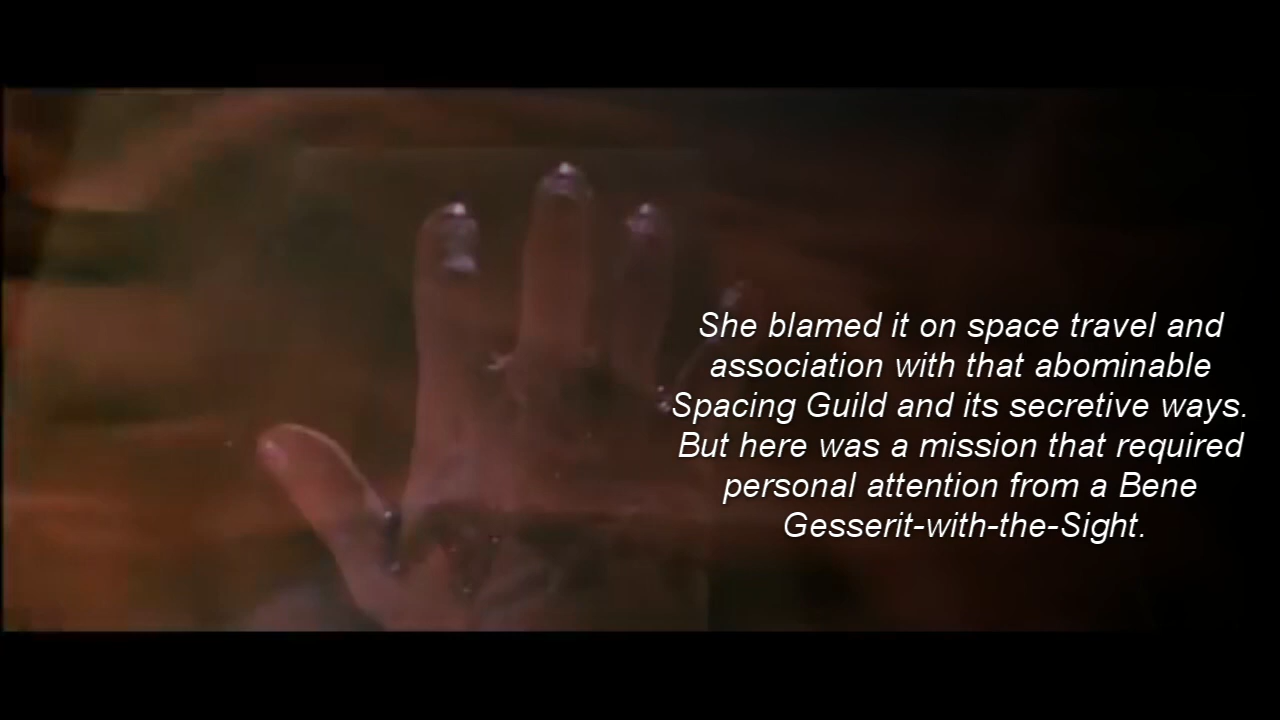 She blamed it on space travel and
association with that abominable
Spacing Guild and its secretive ways.
But here was a mission that required
personal attention from a Bene
Gesserit-with-the-Sight.